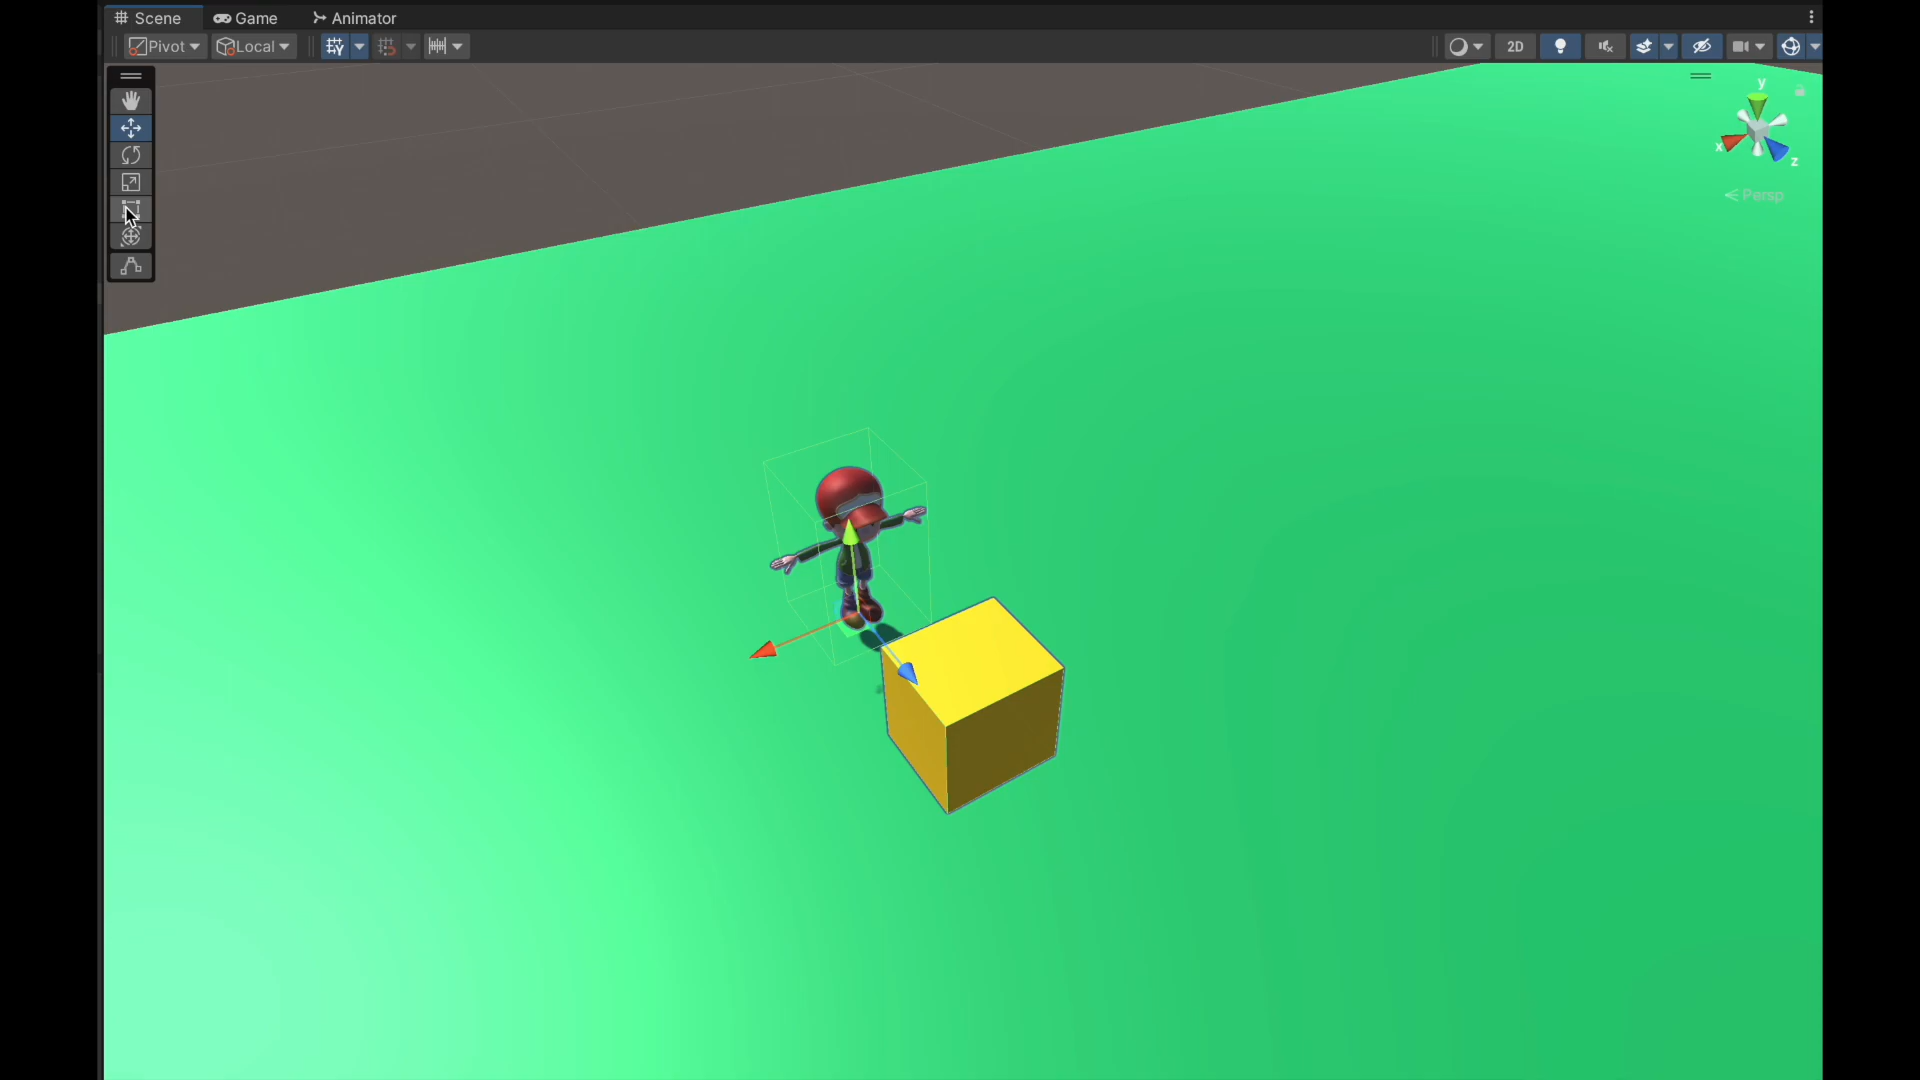 Scene Game Animator
Pivot Local 2D
y
x
z
Persp